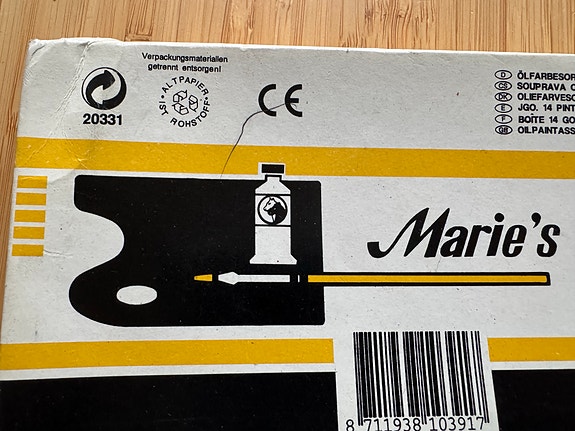 Verpackungsmaterialien
getrennt entsorgen!
ALTPAPIER
IST ROHSTOFF
20331
CE
D ÖLFARBESOR
CS SOUPRAVA
DK OLIEFARVESO
E JGO. 14 PINT
F BOÎTE 14 GO
GB OILPAINTASS
Marie's
8 711938 103917